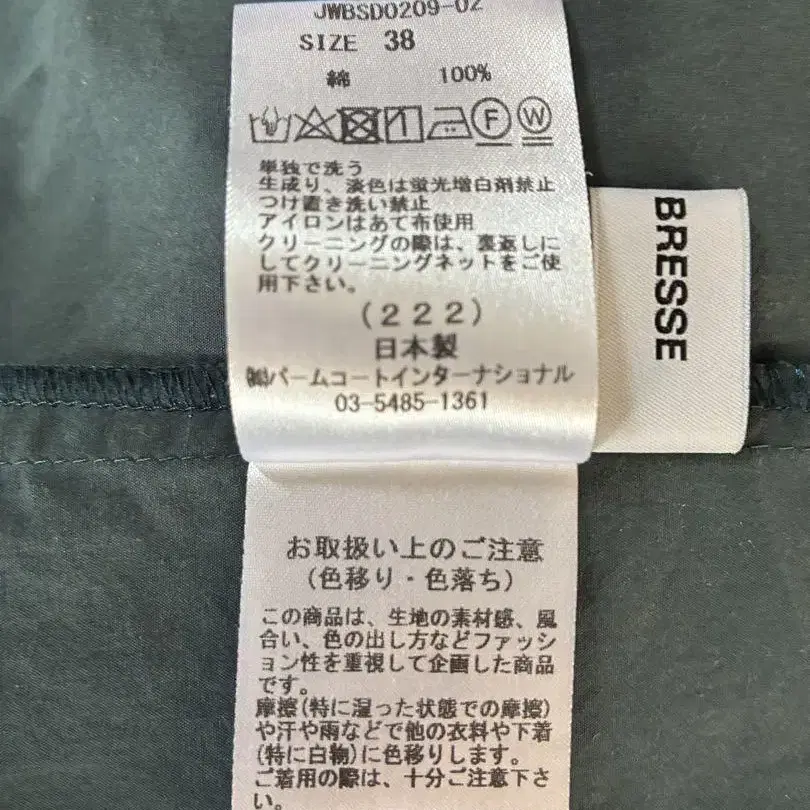 JWBSD0209-02
SIZE 38
綿 100%
F W
単独で洗う
生成り、淡色は蛍光増白剤禁止
つけ置き洗い禁止
アイロンはあて布使用
クリーニングの際は、裏返しに
してクリーニングネットをご使
用下さい。
(222)
日本製
㈱パームコートインターナショナル
03-5485-1361
BRESSE
お取扱い上のご注意
(色移り・色落ち)
この商品は、生地の素材感、風
合い、色の出し方などファッシ
ョン性を重視して企画した商品
です。
摩擦(特に湿った状態での摩擦)
や汗や雨などで他の衣料や下着
(特に白物)に色移りします。
ご着用の際は、十分ご注意下さ
い。